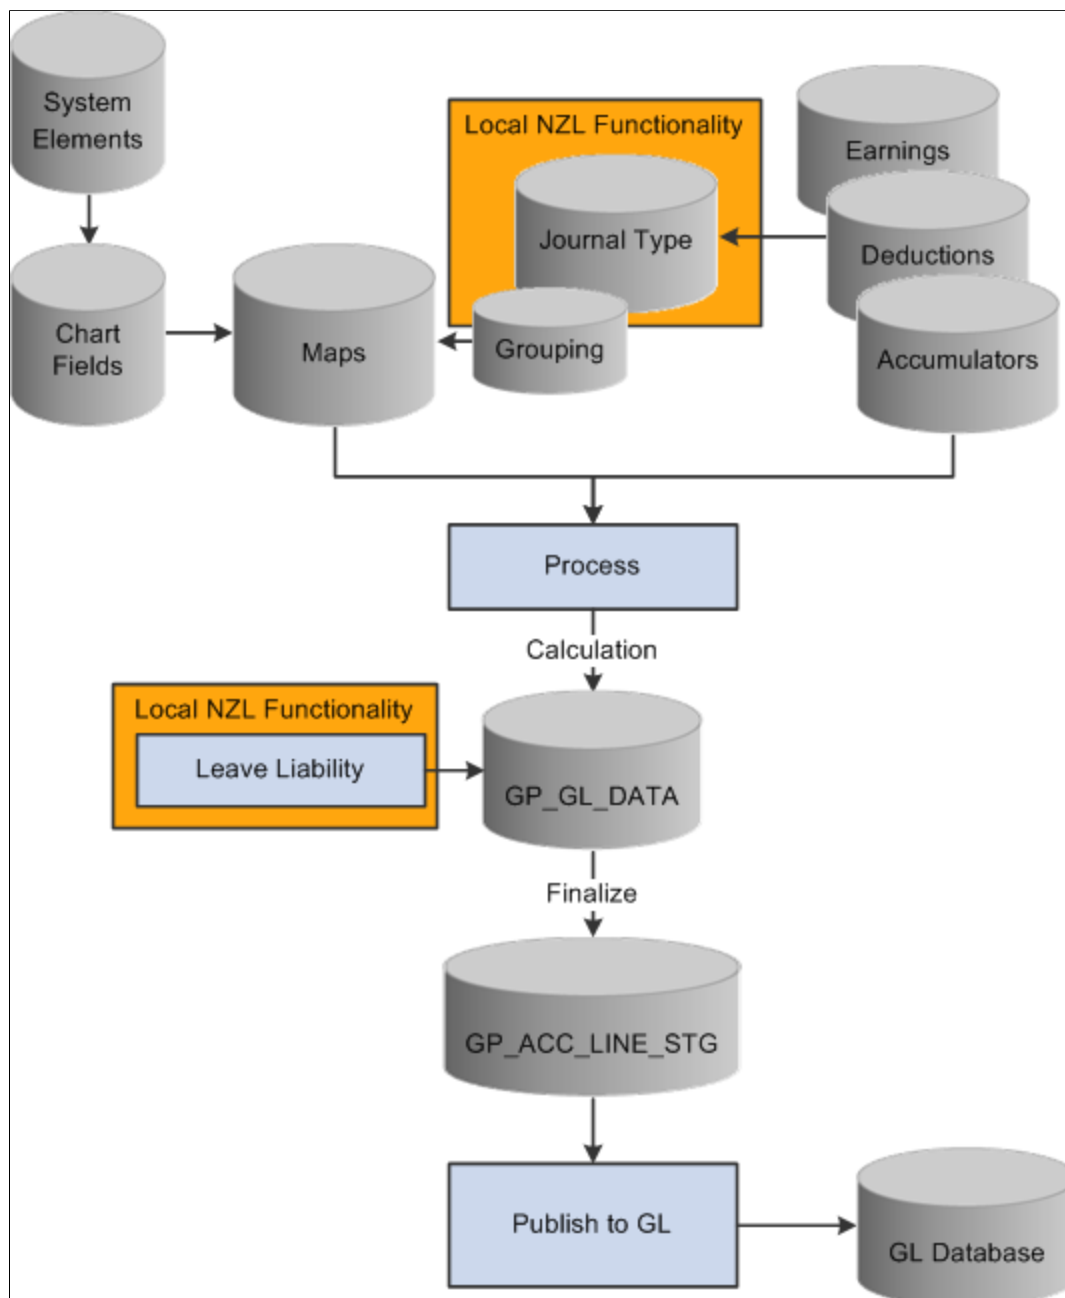 System
Elements
Local NZL Functionality
Earnings
Journal Type
Deductions
Chart
Fields
Maps
Grouping
Accumulators
Process
Calculation
Local NZL Functionality
Leave Liability
GP_GL_DATA
Finalize
GP_ACC_LINE_STG
Publish to GL
GL Database